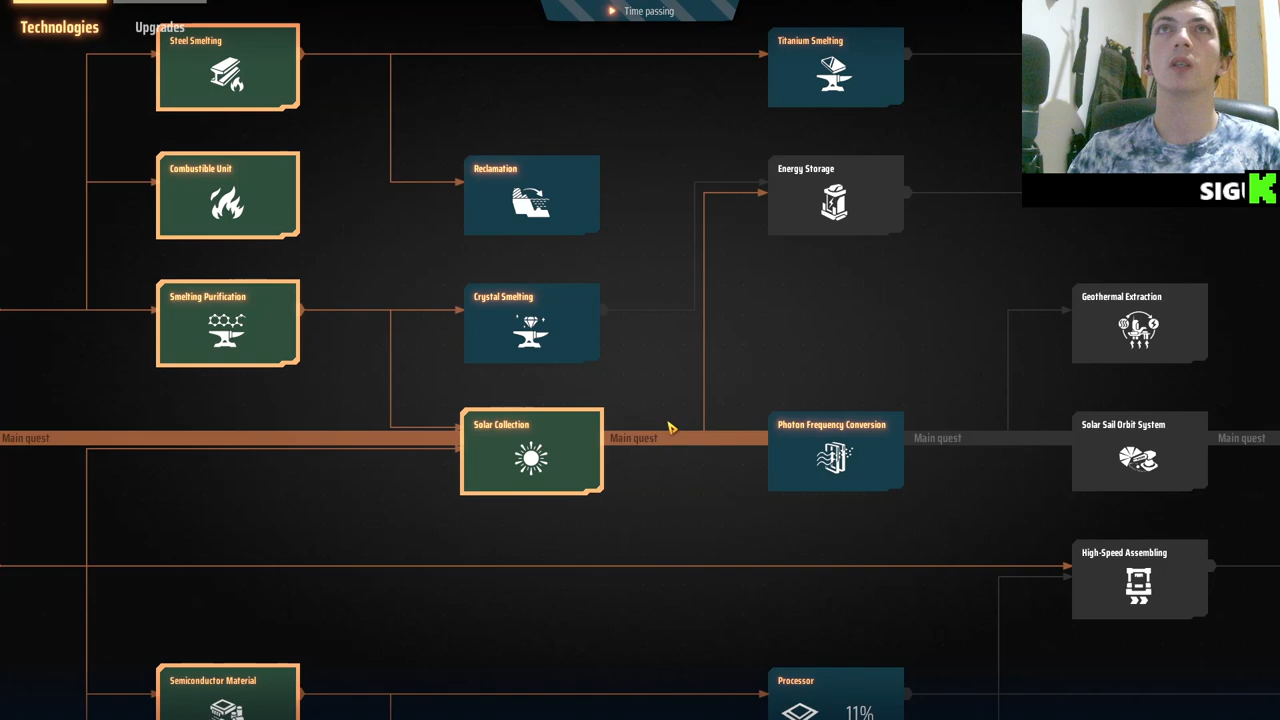 Time passing
Technologies
Upgrades
Steel Smelting
Titanium Smelting
Combustible Unit
Reclamation
Energy Storage
SIG
Smelting Purification
Crystal Smelting
Geothermal Extraction
Solar Collection
Photon Frequency Conversion
Solar Sail Orbit System
Main quest
Main quest
Main quest
Main quest
High-Speed Assembling
Semiconductor Material
Processor
11%